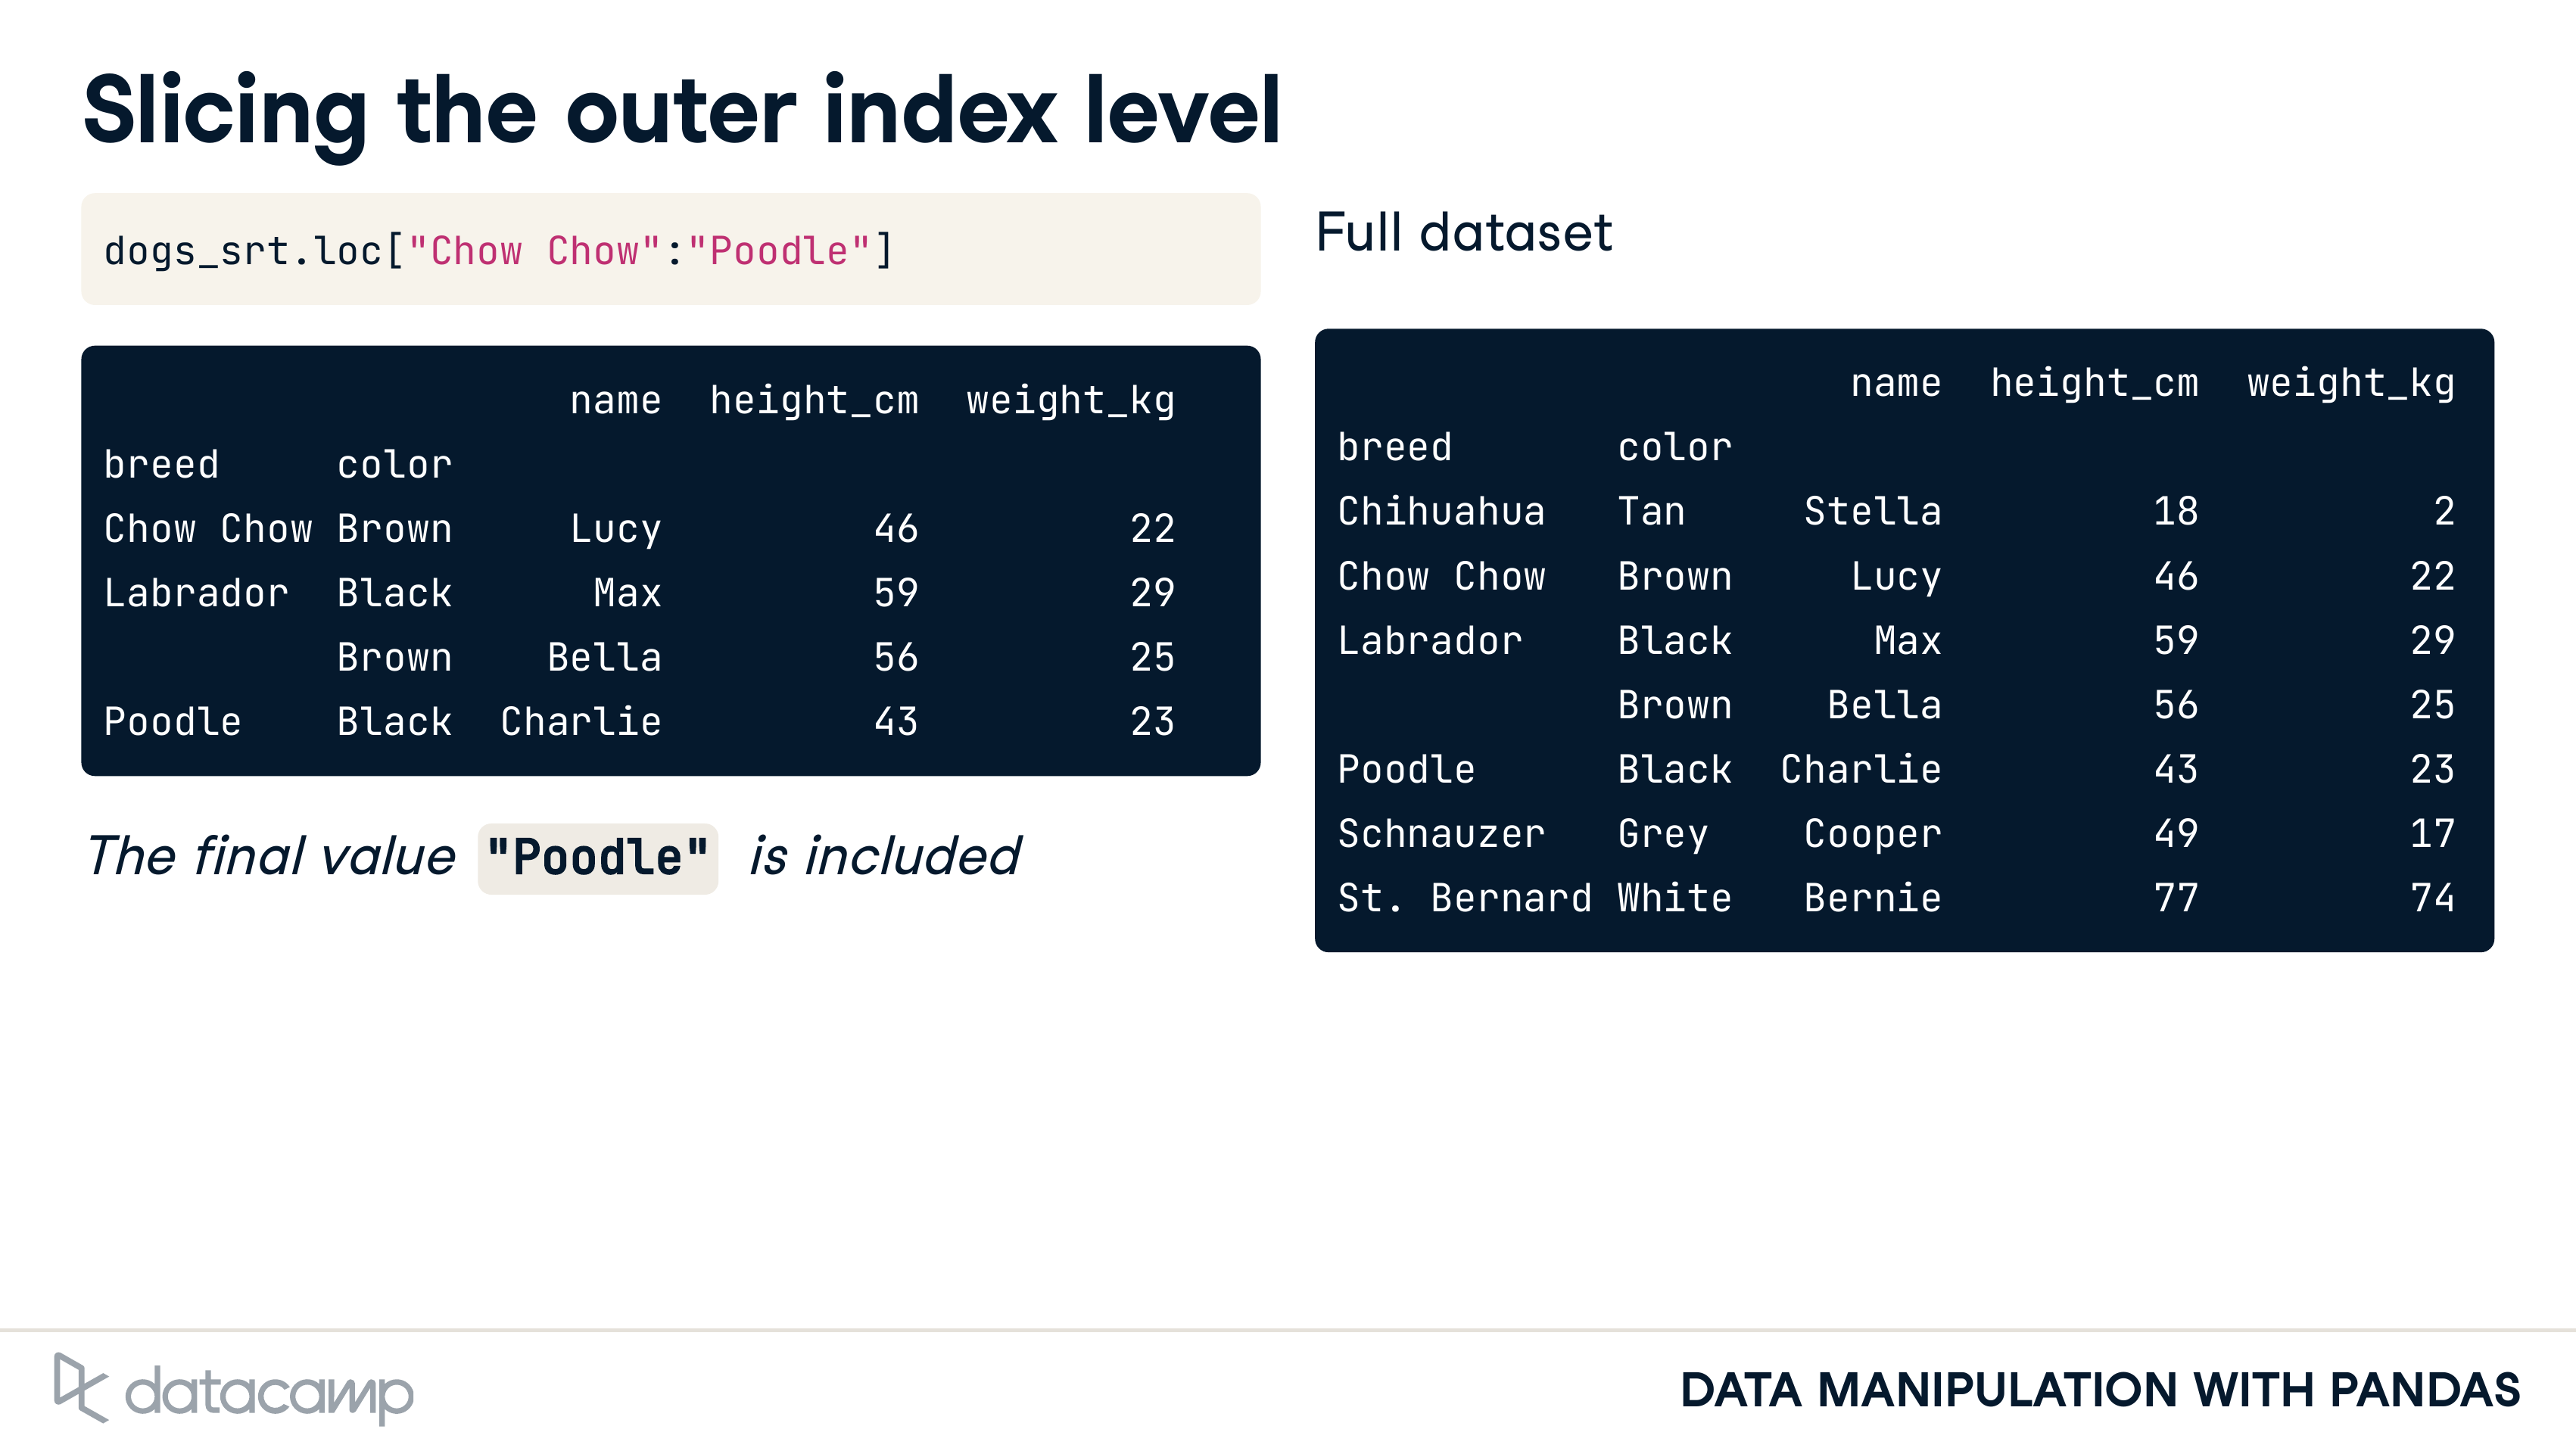 Slicing the outer index level
dogs_srt.loc["Chow Chow":"Poodle"]
name height_cm weight_kg
breed color
Chow Chow Brown Lucy 46 22
Labrador Black Max 59 29
Brown Bella 56 25
Poodle Black Charlie 43 23
The final value "Poodle" is included
Full dataset
name height_cm weight_kg
breed color
Chihuahua Tan Stella 18 2
Chow Chow Brown Lucy 46 22
Labrador Black Max 59 29
Brown Bella 56 25
Poodle Black Charlie 43 23
Schnauzer Grey Cooper 49 17
St. Bernard White Bernie 77 74
datacamp
DATA MANIPULATION WITH PANDAS